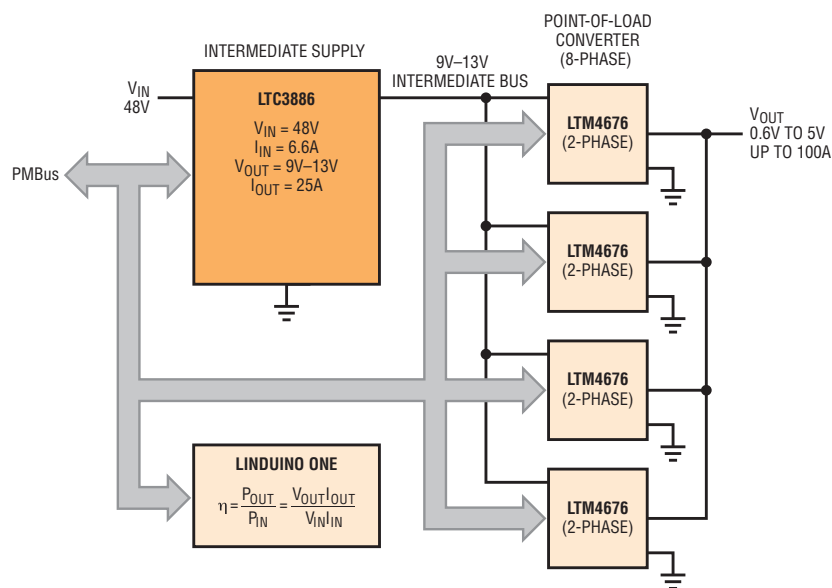 POINT-OF-LOAD
CONVERTER
(8-PHASE)
INTERMEDIATE SUPPLY
9V–13V
INTERMEDIATE BUS
VIN
48V
LTC3886
VIN = 48V
IIN = 6.6A
VOUT = 9V–13V
IOUT = 25A
PMBus
LTM4676
(2-PHASE)
VOUT
0.6V TO 5V
UP TO 100A
LTM4676
(2-PHASE)
LTM4676
(2-PHASE)
LTM4676
(2-PHASE)
LINDUINO ONE
η = POUT/PIN = VOUTIOUT/VINIIN